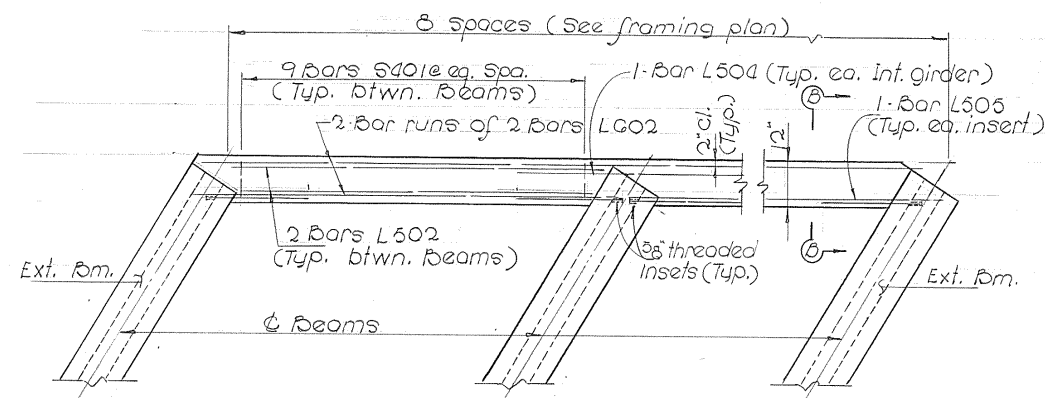 8 spaces (See framing plan)
9 Bars S401@ eq. Spa.
(Typ. btwn. Beams)
1-Bar L504 (Typ. ea. Int. girder)
2-Bar runs of 2 Bars L602
2" cl.
(Typ.)
B
12"
1-Bar L505
(Typ. ea. insert)
2 Bars L502
(Typ. btwn. Beams)
5/8" threaded
Insets (Typ.)
B
Ext. Bm.
Ext. Bm.
℄ Beams